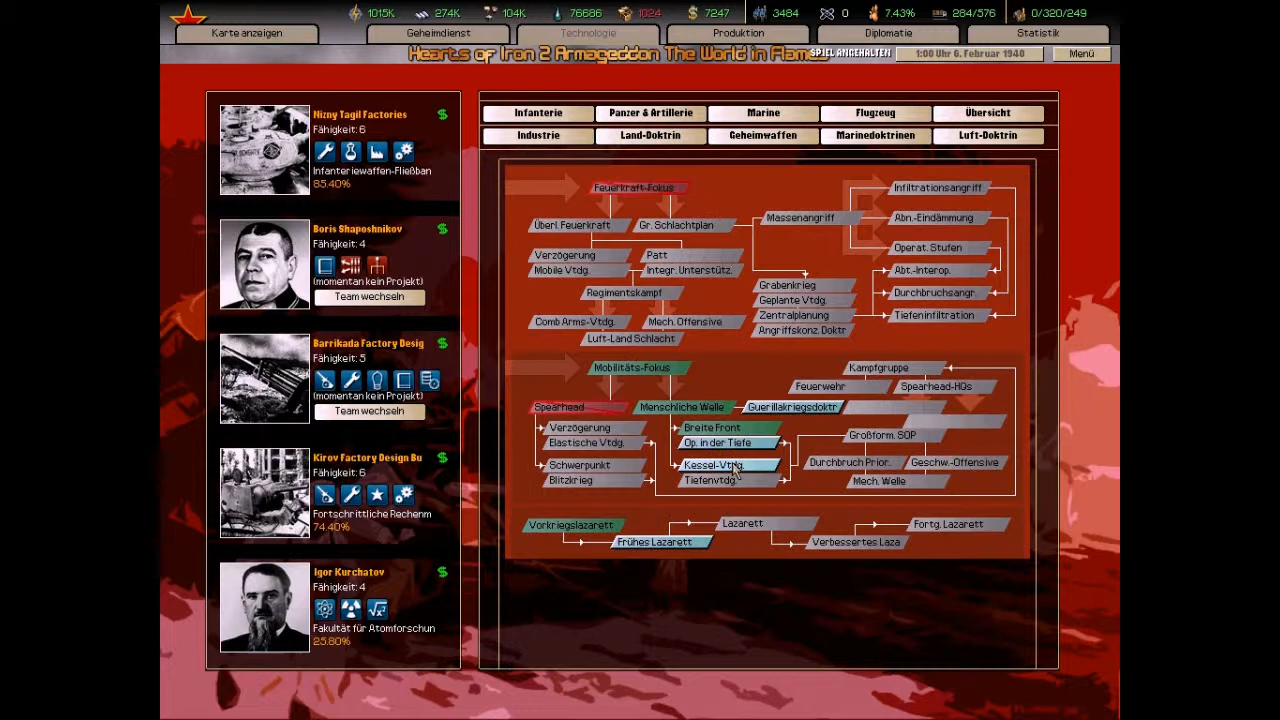 1015K 274K 104K 76686 1024 7247 3484 0 7.43% 284/576 0/320/249
Karte anzeigen Geheimdienst Technologie Produktion Diplomatie Statistik
Hearts of Iron 2 Armageddon The World in Flames SPIEL ANGEHALTEN 1:00 Uhr 6. Februar 1940 Menü
Nizny Tagil Factories
Fähigkeit: 6
Infanteriewaffen-Fließban
85.40%
Boris Shaposhnikov
Fähigkeit: 4
(momentan kein Projekt)
Team wechseln
Barrikada Factory Desig
Fähigkeit: 5
(momentan kein Projekt)
Team wechseln
Kirov Factory Design Bu
Fähigkeit: 4
Fortschrittliche Rechenm
74.40%
Igor Kurchatov
Fähigkeit: 4
Fakultät für Atomforschun
25.80%
Infanterie Panzer & Artillerie Marine Flugzeug Übersicht
Industrie Land-Doktrin Geheimwaffen Marinedoktrinen Luft-Doktrin
Feuerkraft-Fokus Infiltrationsangriff
Überl. Feuerkraft Gr. Schlachtplan Massenangriff Abn.-Eindämmung
Verzögerung Patt Operat. Stufen
Mobile Vtdg. Integr. Unterstütz. Abt.-Interop.
Regimentskampf Grabenkrieg Durchbruchsangr.
Geplante Vtdg.
Comb Arms-Vtdg. Mech. Offensive Zentralplanung Tiefeninfiltration
Luft-Land Schlacht Angriffskonz. Doktr
Mobilitäts-Fokus Kampfgruppe
Feuerwehr Spearhead-HQs
Spearhead Menschliche Welle Guerillakriegsdoktr
Verzögerung Breite Front
Elastische Vtdg. Op. in der Tiefe Großform. SOP
Schwerpunkt Kessel-Vtdg. Durchbruch Prior. Geschw.-Offensive
Blitzkrieg Tiefenvtdg. Mech. Welle
Vorkriegslazarett Lazarett Fortg. Lazarett
Frühes Lazarett Verbessertes Laza